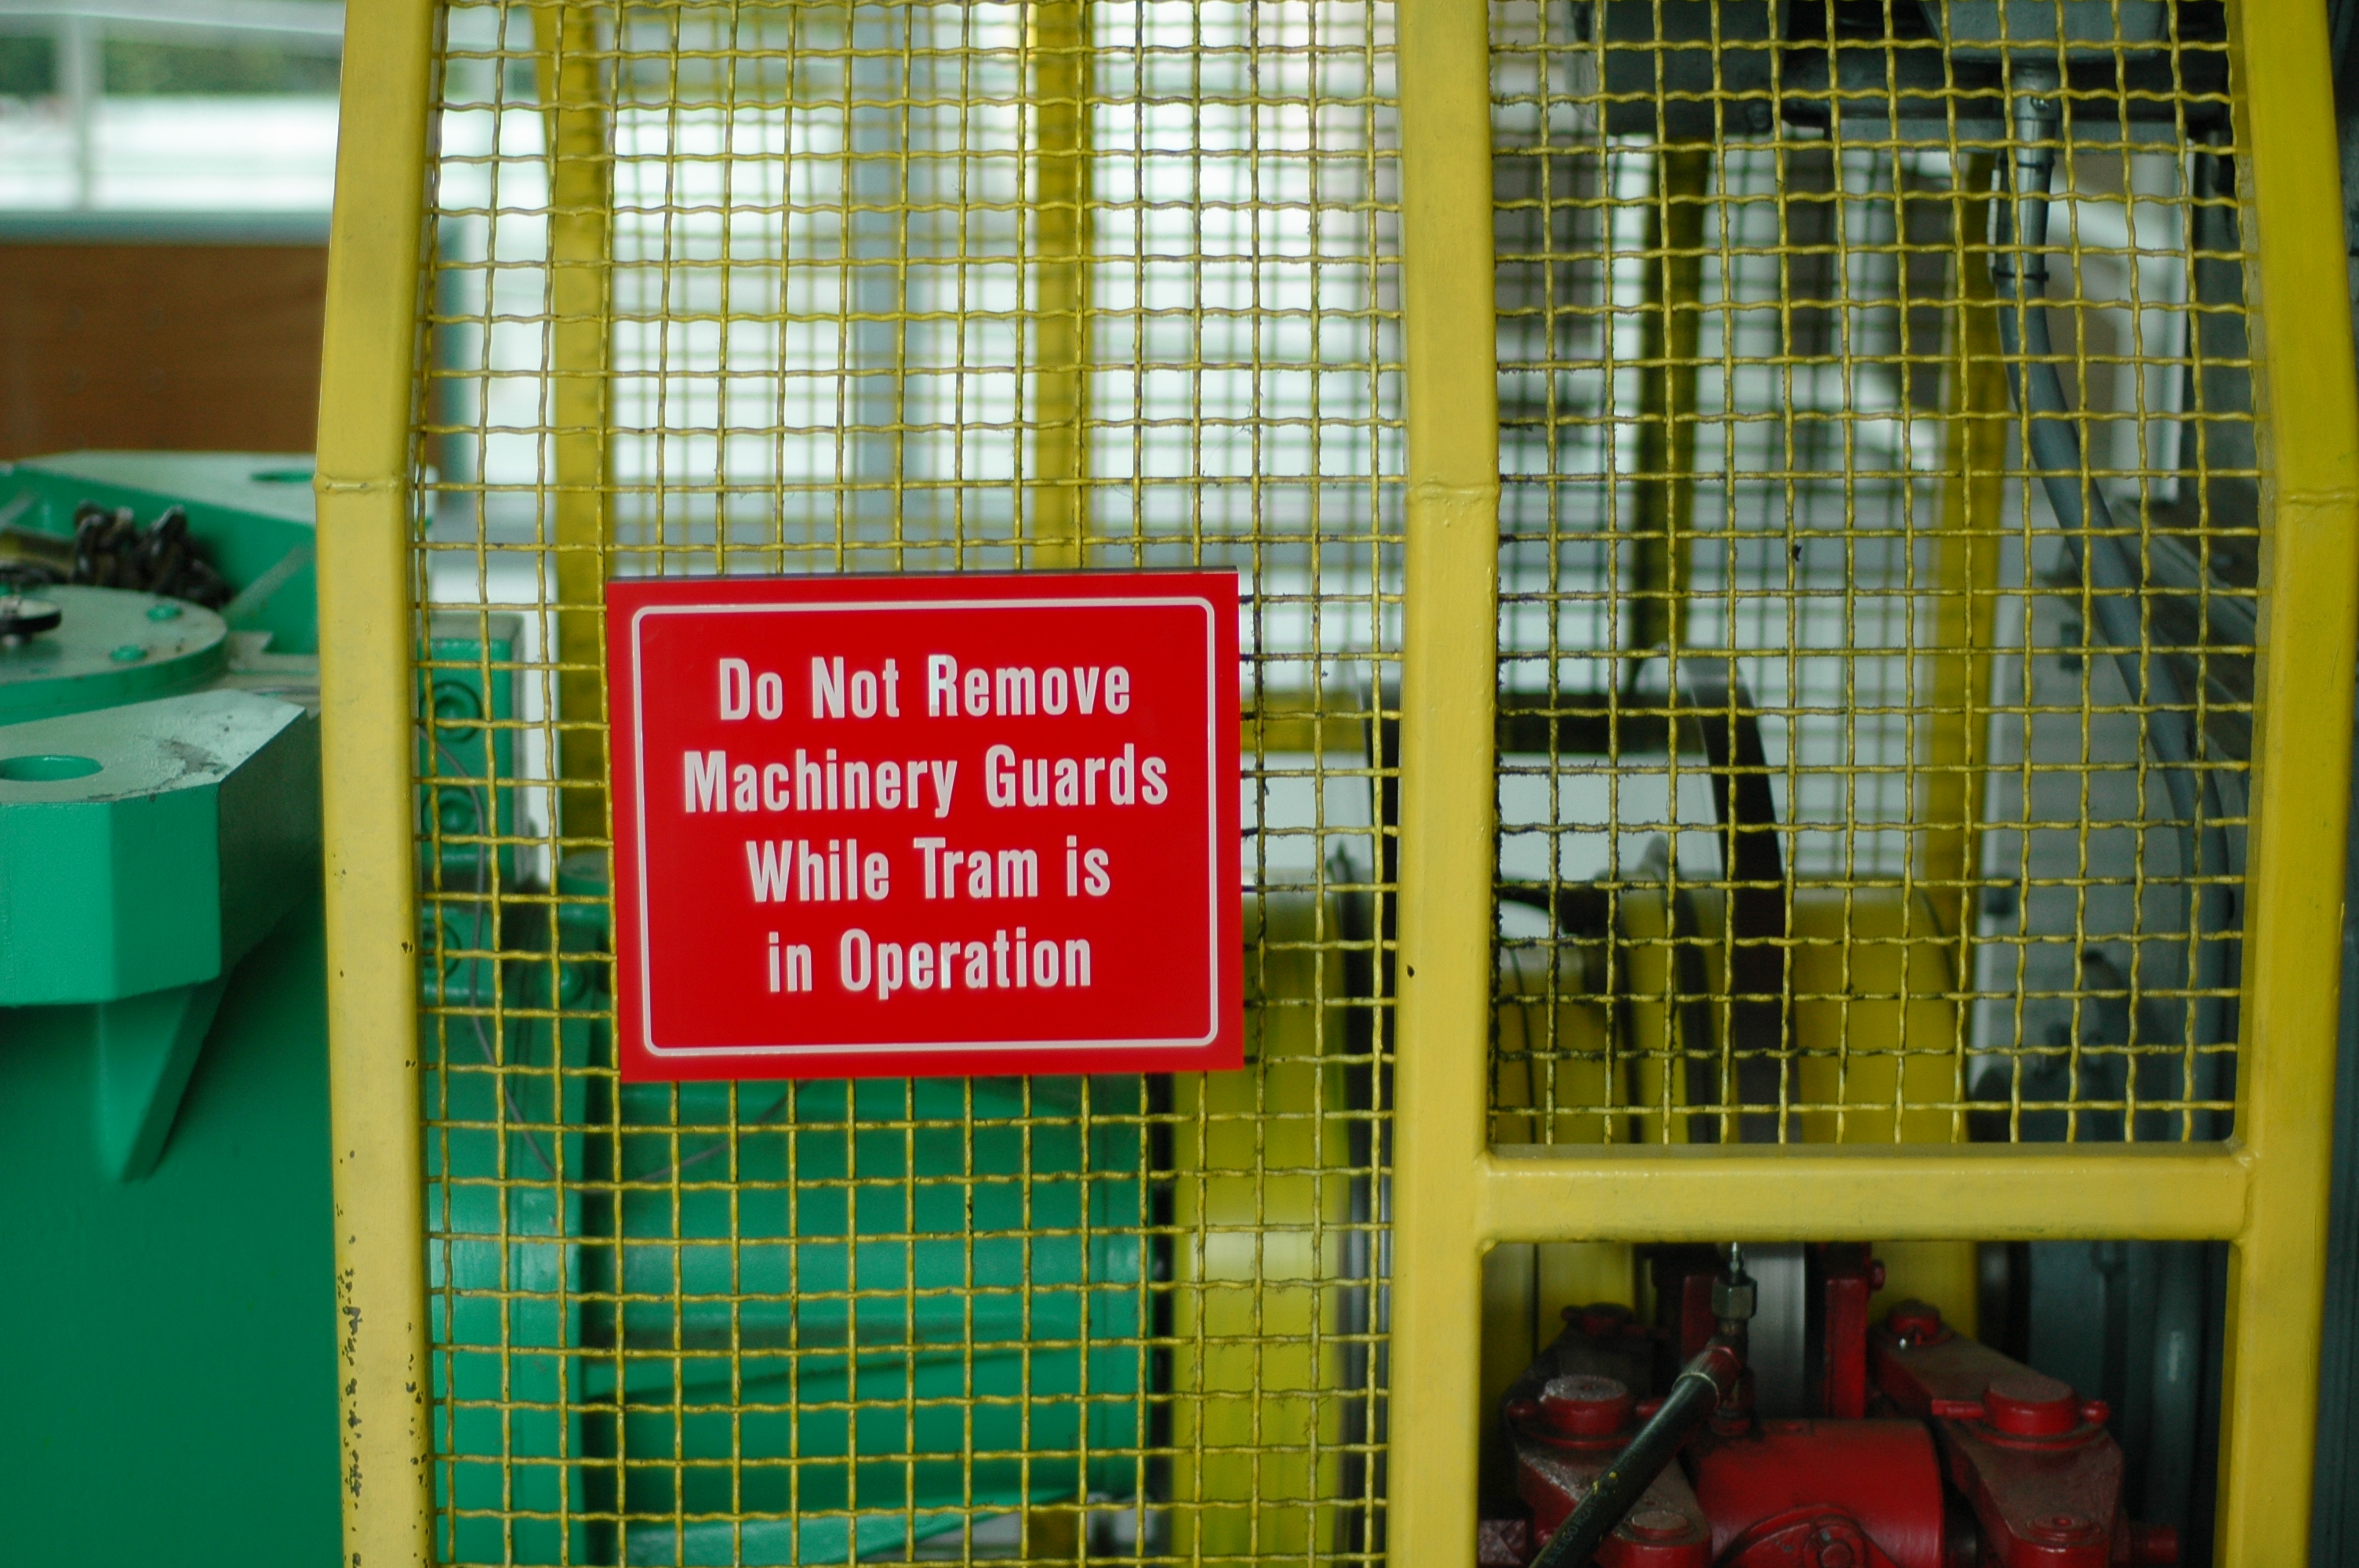 Do Not Remove
Machinery Guards
While Tram is
in Operation